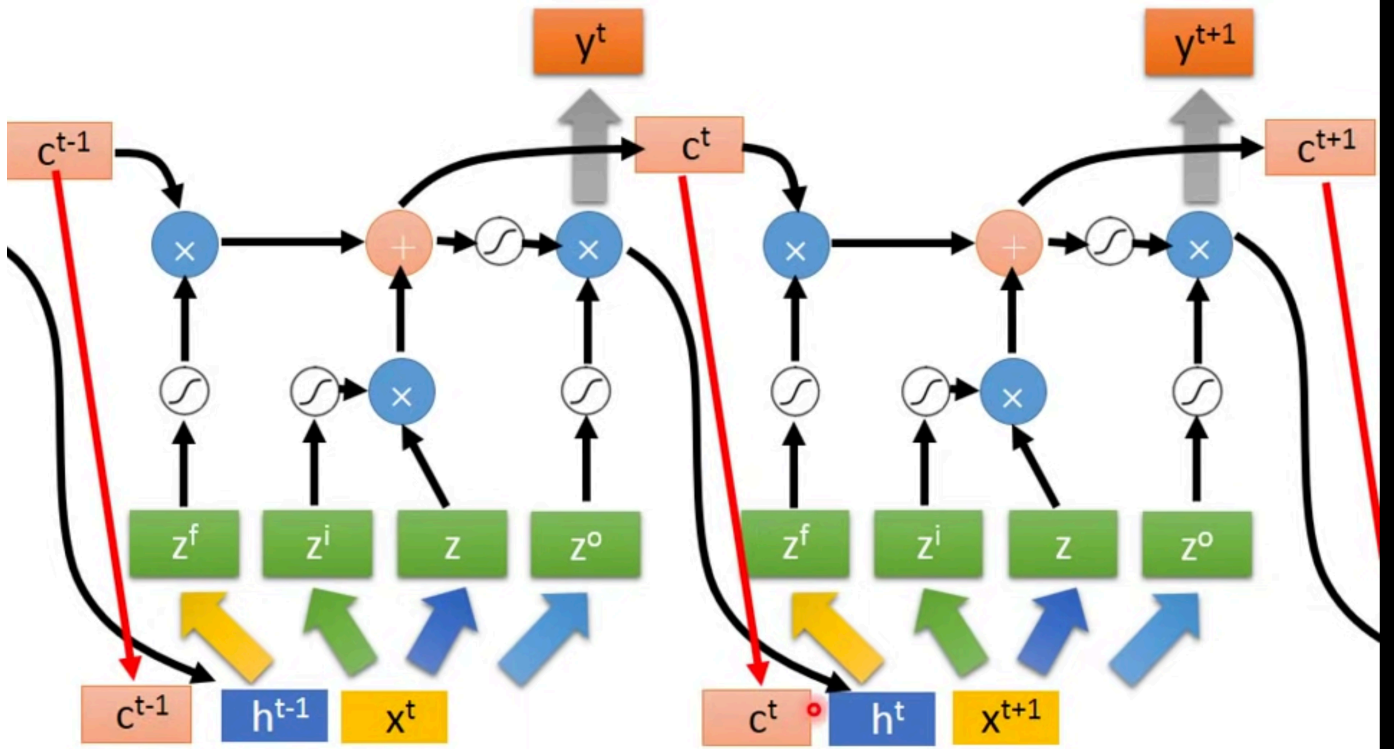 y^t y^{t+1}
c^{t-1} c^t c^{t+1}
× + × × + ×
× ×
z^f z^i z z^o z^f z^i z z^o
c^{t-1} h^{t-1} x^t c^t h^t x^{t+1}